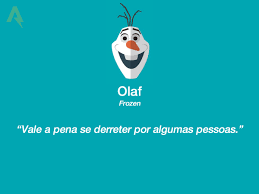 Olaf
Frozen
“Vale a pena se derreter por algumas pessoas.”